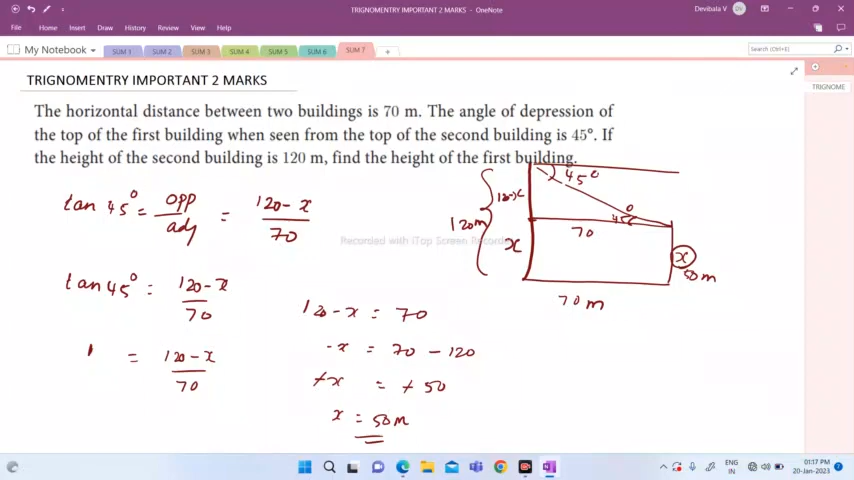 TRIGNOMENTRY IMPORTANT 2 MARKS - OneNote
Devibala V
DV
File Home Insert Draw History Review View Help
My Notebook
SUM 1 SUM 2 SUM 3 SUM 4 SUM 5 SUM 6 SUM 7 +
Search (Ctrl+E)
TRIGNOMENTRY IMPORTANT 2 MARKS
TRIGNOME
The horizontal distance between two buildings is 70 m. The angle of depression of
the top of the first building when seen from the top of the second building is 45°. If
the height of the second building is 120 m, find the height of the first building.
45°
120-x
120m
x
45°
70
x
50m
70 m
tan 45° = opp/adj = 120-x/70
Recorded with iTop Screen Recorder
tan 45° = 120-x/70
1 = 120-x/70
120-x = 70
-x = 70 - 120
-x = -50
x = 50m
ENG
IN
01:17 PM
20-Jan-2023